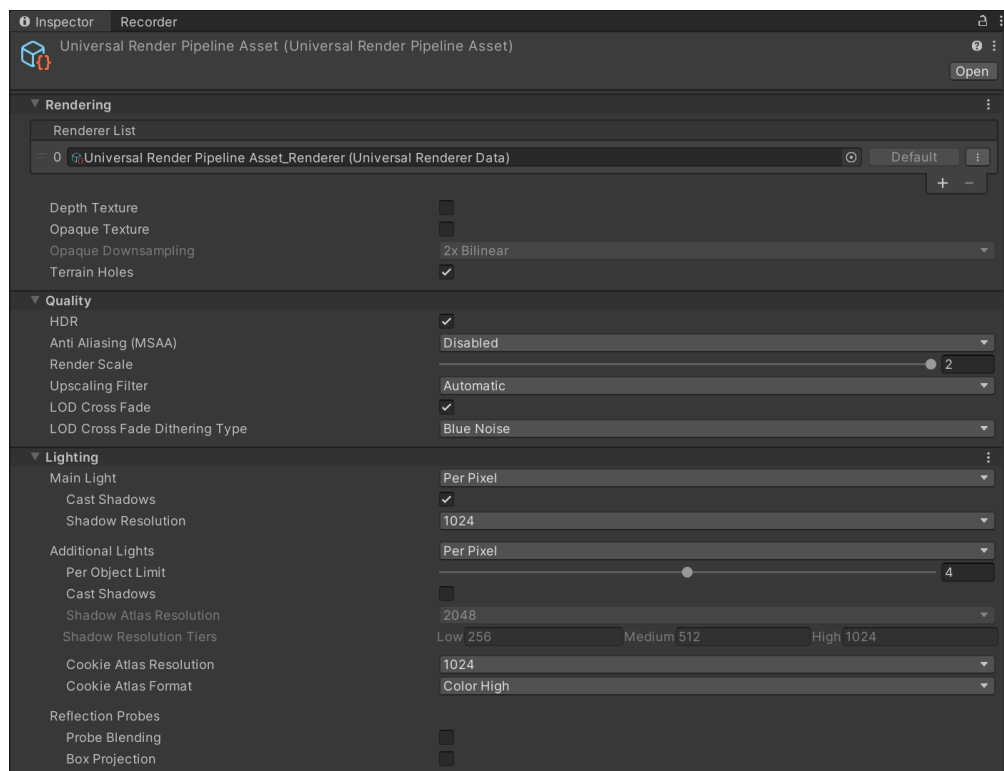 Inspector Recorder
Universal Render Pipeline Asset (Universal Render Pipeline Asset)
Open
Rendering
Renderer List
0 Universal Render Pipeline Asset_Renderer (Universal Renderer Data) Default
+ −
Depth Texture
Opaque Texture
Opaque Downsampling 2x Bilinear
Terrain Holes
Quality
HDR
Anti Aliasing (MSAA) Disabled
Render Scale 2
Upscaling Filter Automatic
LOD Cross Fade
LOD Cross Fade Dithering Type Blue Noise
Lighting
Main Light Per Pixel
Cast Shadows
Shadow Resolution 1024
Additional Lights Per Pixel
Per Object Limit 4
Cast Shadows
Shadow Atlas Resolution 2048
Shadow Resolution Tiers Low 256 Medium 512 High 1024
Cookie Atlas Resolution 1024
Cookie Atlas Format Color High
Reflection Probes
Probe Blending
Box Projection